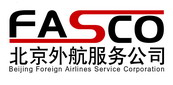 FASCO
北京外航服务公司
Beijing Foreign Airlines Service Corporation